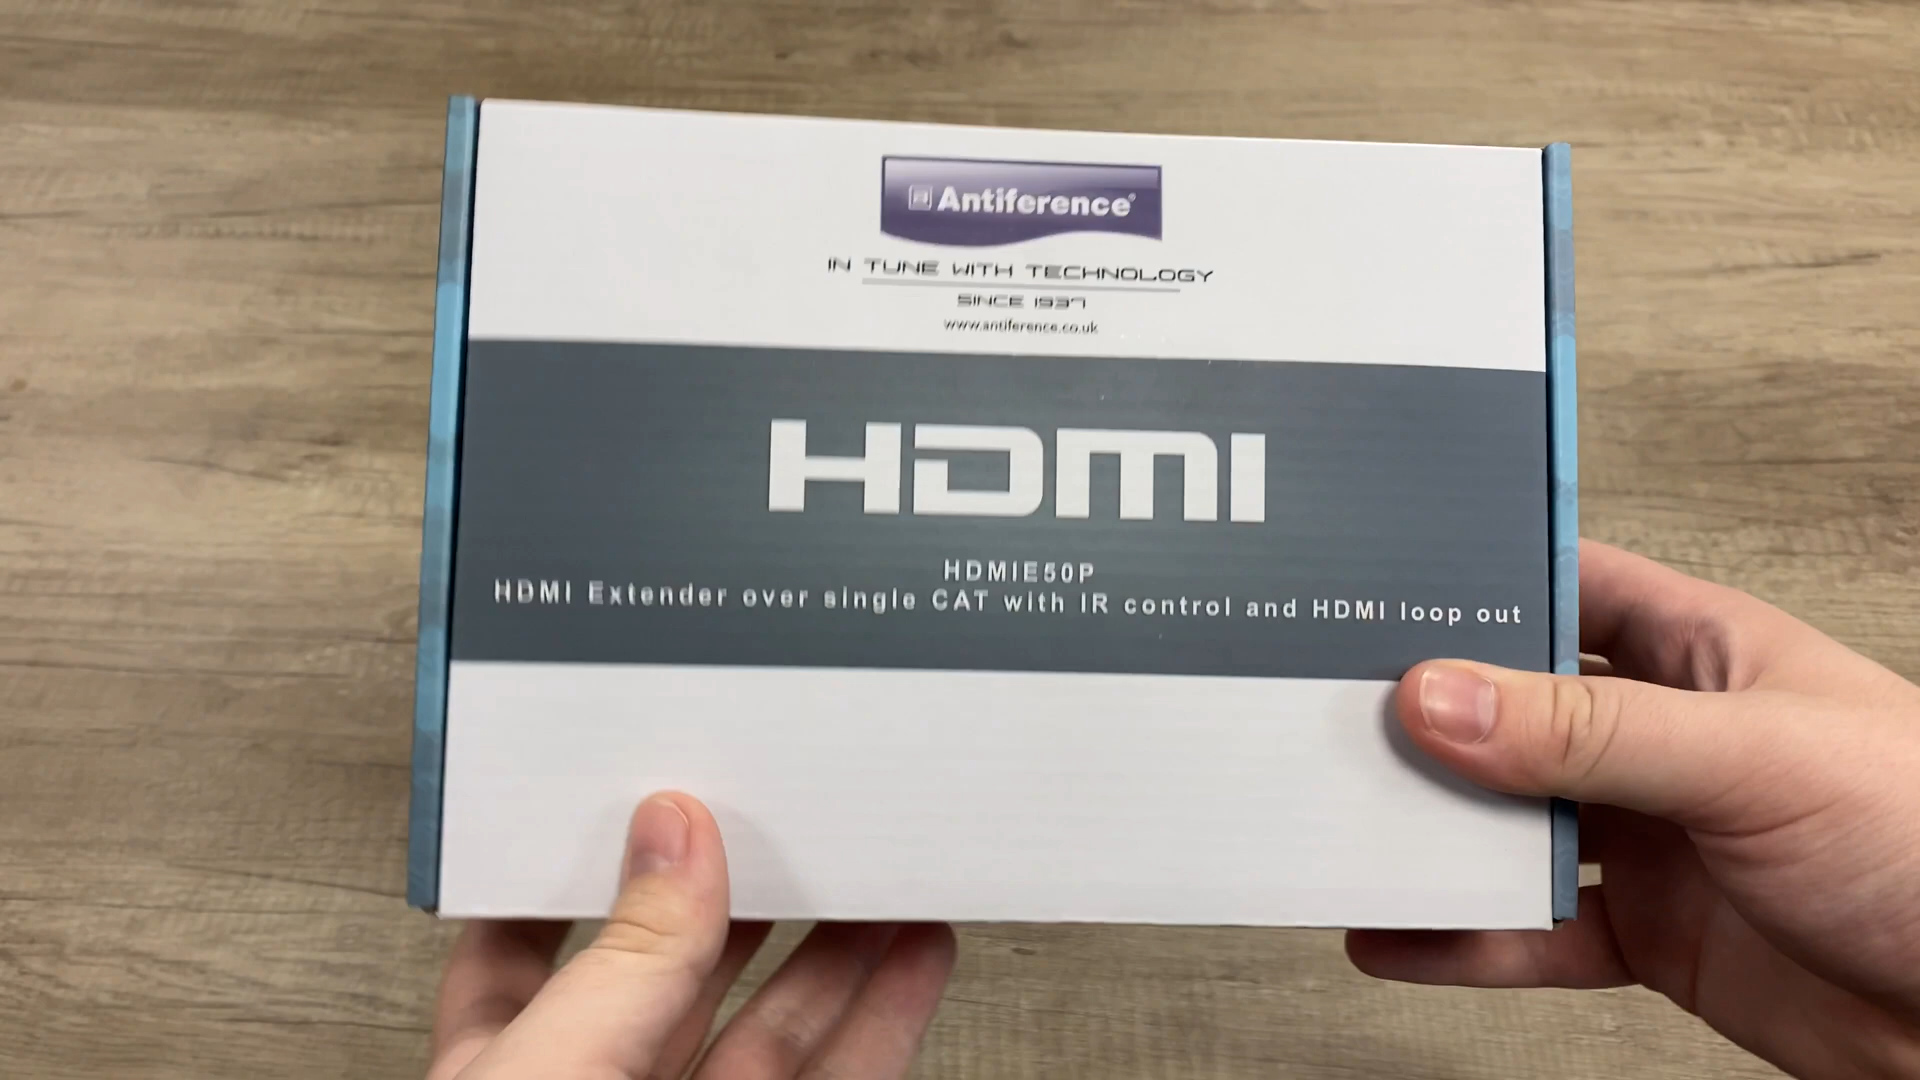 Antiference®
IN TUNE WITH TECHNOLOGY
SINCE 1937
www.antiference.co.uk
HDMI
HDMIE50P
HDMI Extender over single CAT with IR control and HDMI loop out